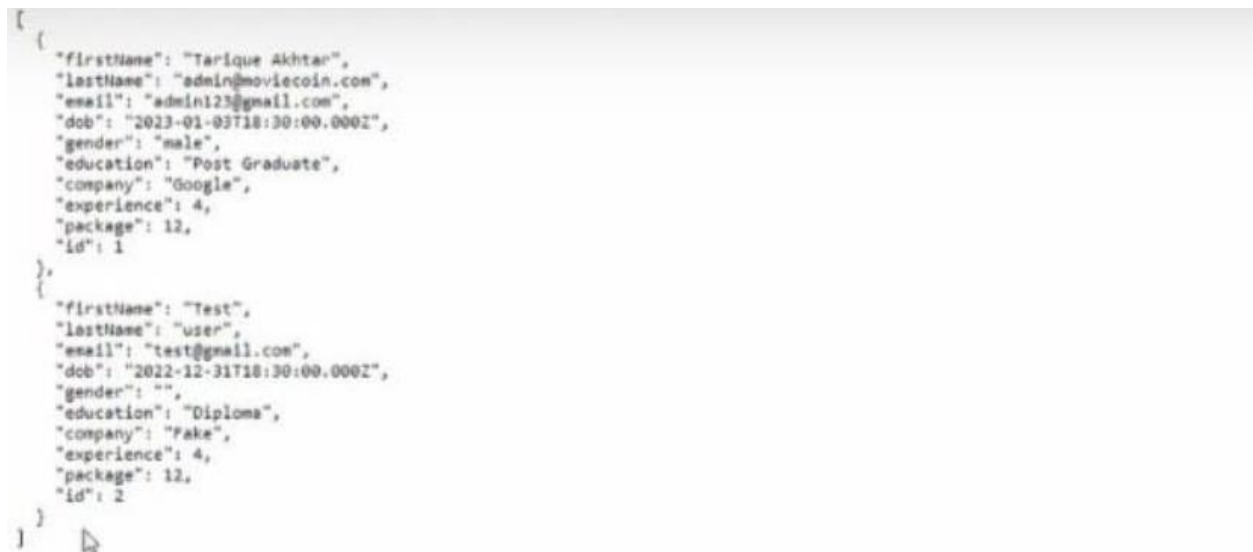 [
{
"firstName": "Tarique Akhtar",
"lastName": "admin@moviecoin.com",
"email": "admin123@gmail.com",
"dob": "2023-01-03T18:30:00.000Z",
"gender": "male",
"education": "Post Graduate",
"company": "Google",
"experience": 4,
"package": 12,
"id": 1
},
{
"firstName": "Test",
"lastName": "user",
"email": "test@gmail.com",
"dob": "2022-12-31T18:30:00.000Z",
"gender": "",
"education": "Diploma",
"company": "Fake",
"experience": 4,
"package": 12,
"id": 2
}
]